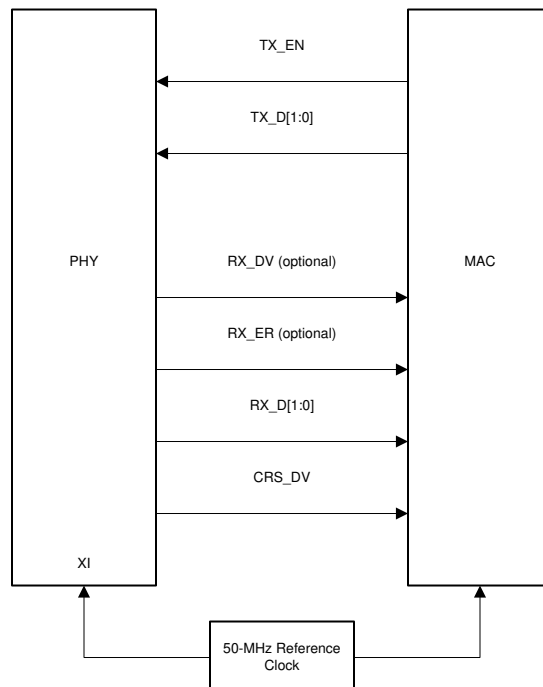 TX_EN
TX_D[1:0]
PHY
RX_DV (optional)
MAC
RX_ER (optional)
RX_D[1:0]
CRS_DV
XI
50-MHz Reference
Clock